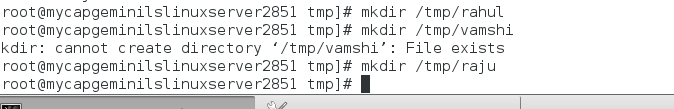 root@mycapgeminilslinuxserver2851 tmp]# mkdir /tmp/rahul
root@mycapgeminilslinuxserver2851 tmp]# mkdir /tmp/vamshi
kdir: cannot create directory ‘/tmp/vamshi’: File exists
root@mycapgeminilslinuxserver2851 tmp]# mkdir /tmp/raju
root@mycapgeminilslinuxserver2851 tmp]#